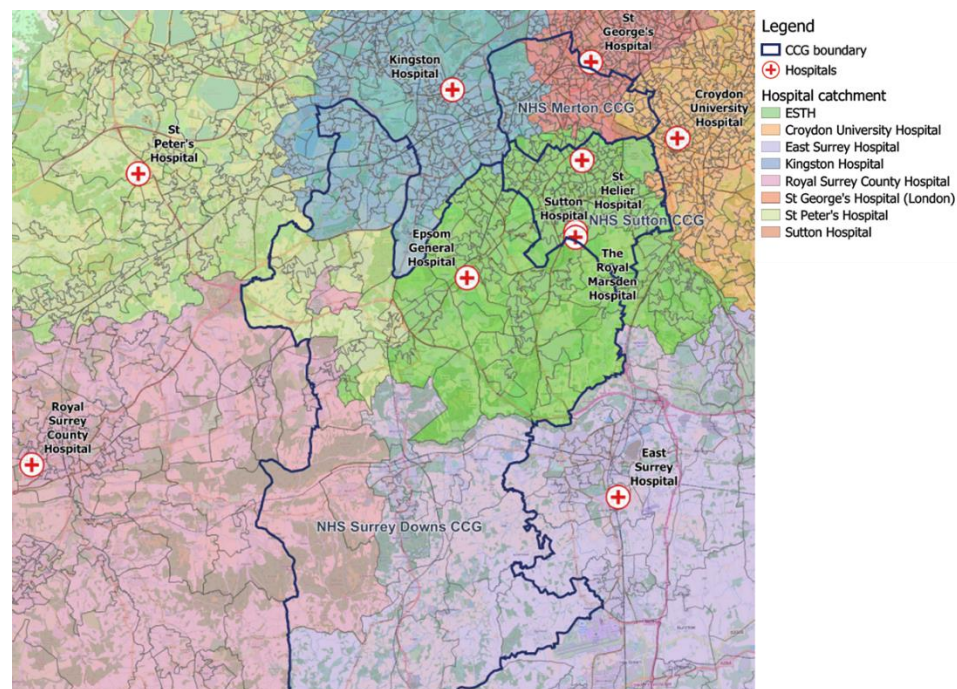 St
George's
Hospital
Kingston
Hospital
NHS Merton CCG
Croydon
University
Hospital
St
Peter's
Hospital
St
Helier
Hospital
Sutton
Hospital
NHS Sutton CCG
Epsom
General
Hospital
The
Royal
Marsden
Hospital
Royal
Surrey
County
Hospital
East
Surrey
Hospital
NHS Surrey Downs CCG
Legend
CCG boundary
Hospitals
Hospital catchment
ESTH
Croydon University Hospital
East Surrey Hospital
Kingston Hospital
Royal Surrey County Hospital
St George's Hospital (London)
St Peter's Hospital
Sutton Hospital